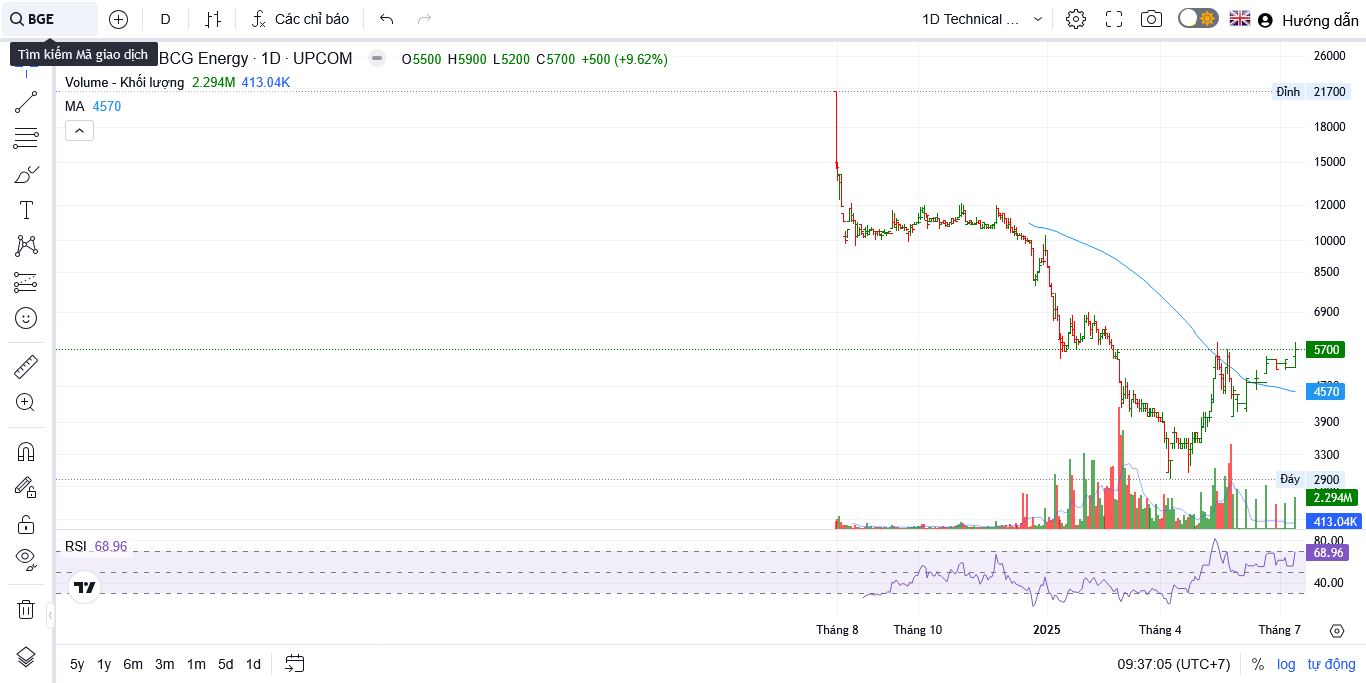 BGE
D
Các chỉ báo
1D Technical ...
Hướng dẫn
Tìm kiếm Mã giao dịch
BCG Energy · 1D · UPCOM
O5500 H5900 L5200 C5700 +500 (+9.62%)
Volume - Khối lượng 2.294M 413.04K
MA 4570
26000
Đỉnh 21700
18000
15000
12000
10000
8500
6900
5700
4570
3900
3300
Đáy 2900
2.294M
413.04K
RSI 68.96
80.00
68.96
40.00
Tháng 8
Tháng 10
2025
Tháng 4
Tháng 7
5y 1y 6m 3m 1m 5d 1d
09:37:05 (UTC+7)
%
log
tự động